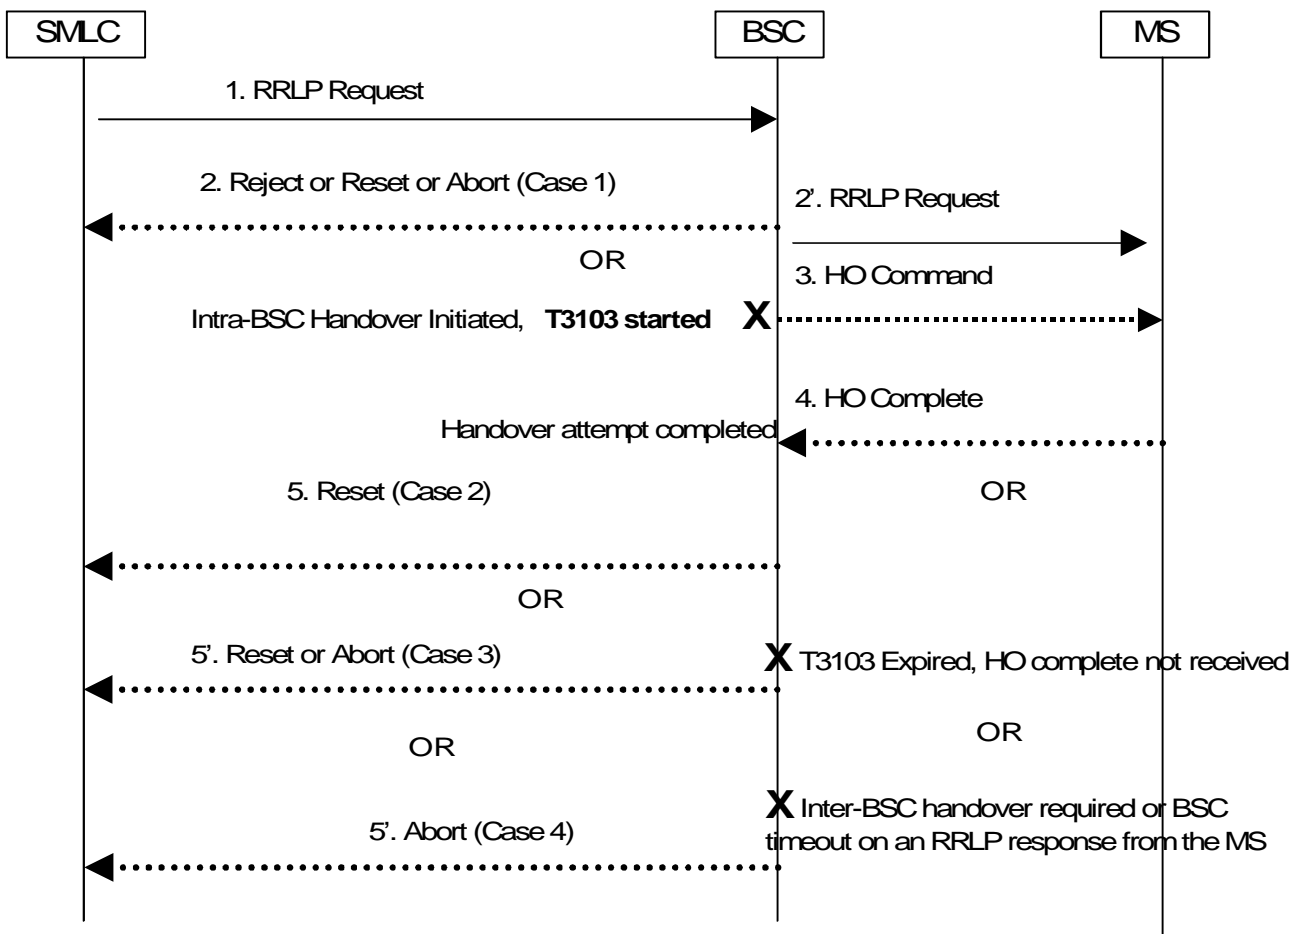 SMLC
BSC
MS
1. RRLP Request
2. Reject or Reset or Abort (Case 1)
2'. RRLP Request
OR
3. HO Command
Intra-BSC Handover Initiated, T3103 started X
4. HO Complete
Handover attempt completed
5. Reset (Case 2)
OR
OR
5'. Reset or Abort (Case 3)
X T3103 Expired, HO complete not received
OR
OR
X Inter-BSC handover required or BSC
timeout on an RRLP response from the MS
5'. Abort (Case 4)